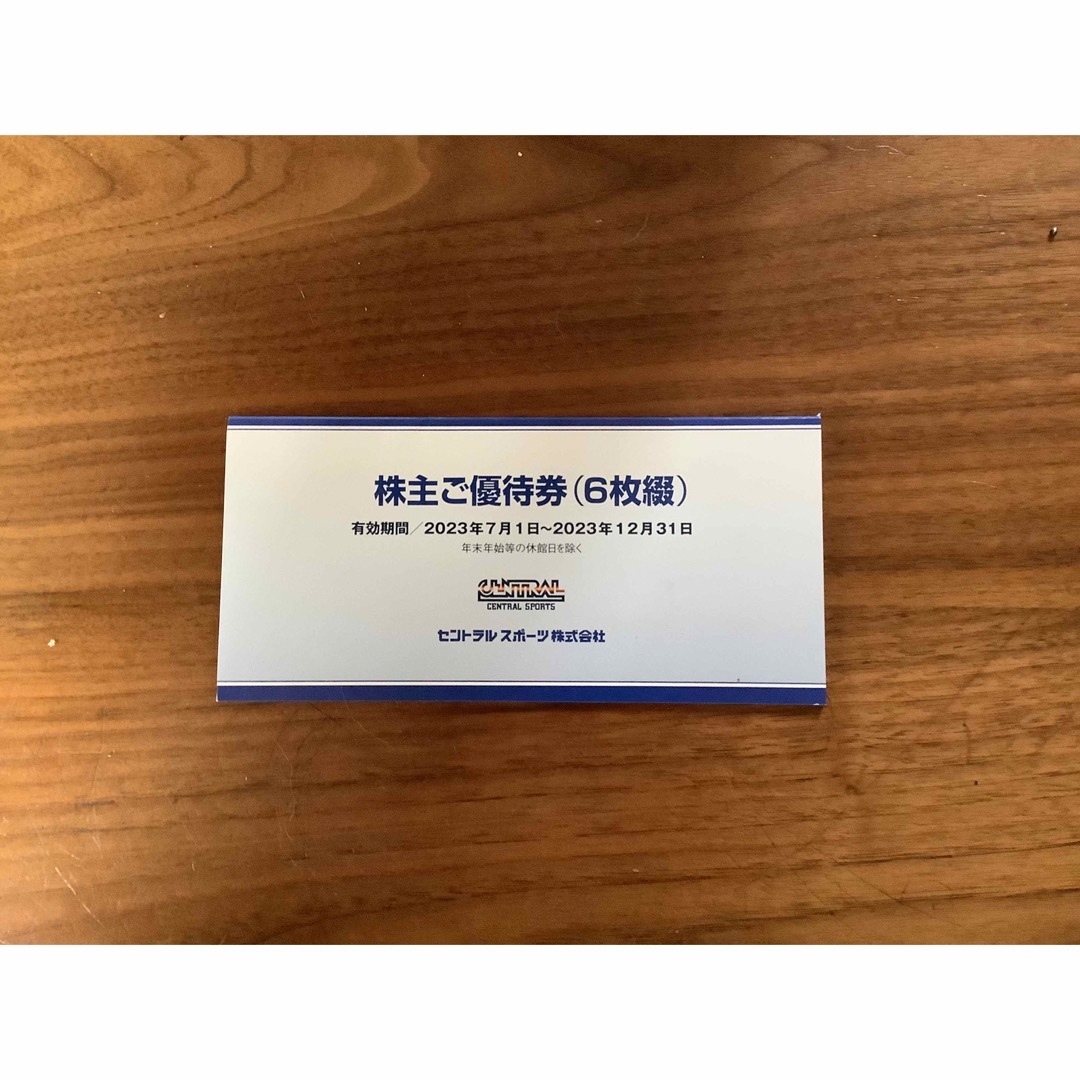 株主ご優待券(6枚綴)
有効期間/2023年7月1日~2023年12月31日
年末年始等の休館日を除く
CENTRAL
CENTRAL SPORTS
セントラルスポーツ株式会社